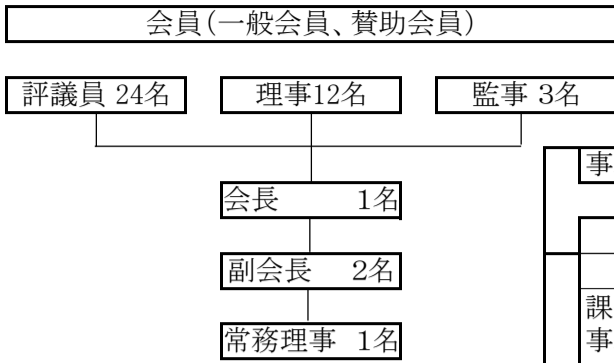 会員(一般会員、賛助会員)
評議員 24名
理事12名
監事 3名
会長 1名
副会長 2名
常務理事 1名
事
課
事